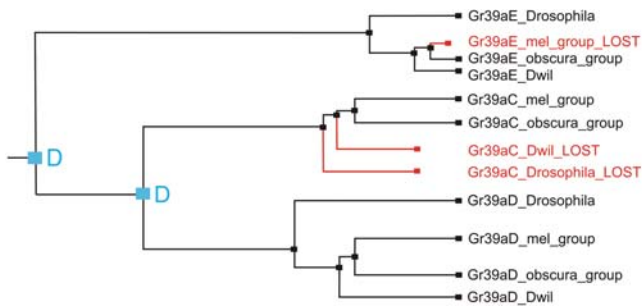 Gr39aE_Drosophila
Gr39aE_mel_group_LOST
Gr39aE_obscura_group
Gr39aE_Dwil
Gr39aC_mel_group
Gr39aC_obscura_group
Gr39aC_Dwil_LOST
D
Gr39aC_Drosophila_LOST
D
Gr39aD_Drosophila
Gr39aD_mel_group
Gr39aD_obscura_group
Gr39aD_Dwil